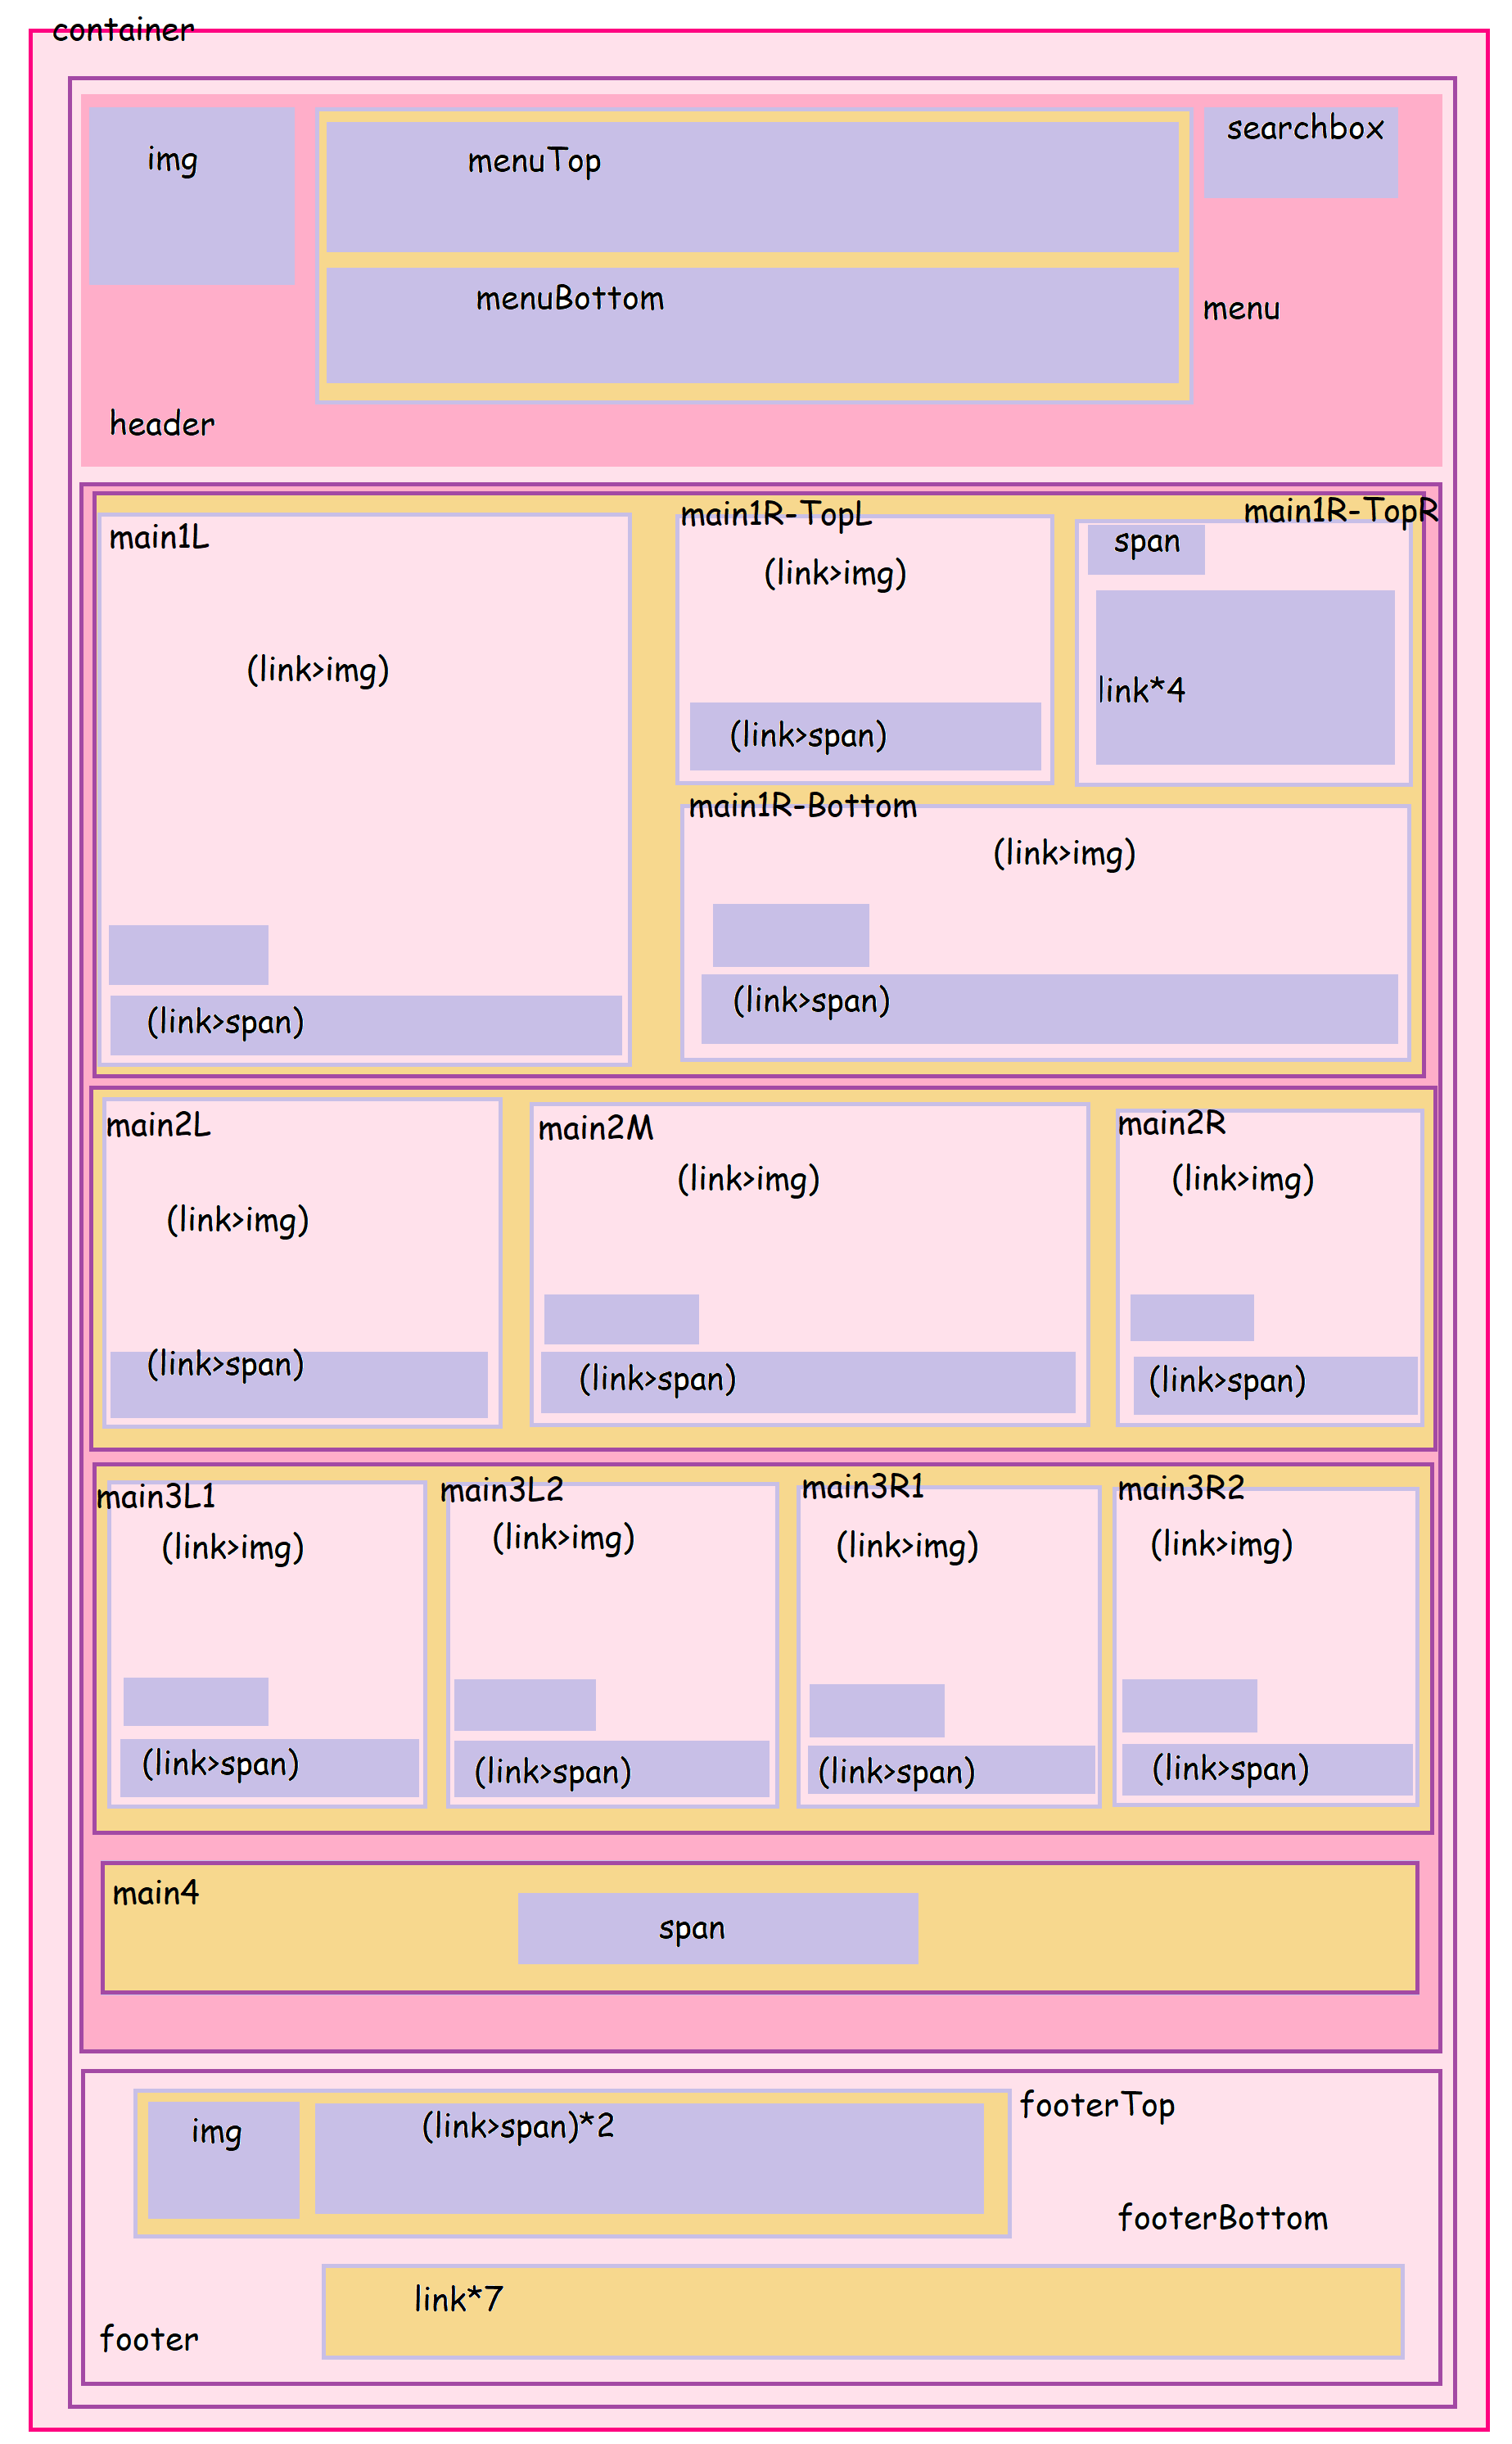 container
img
menuTop
searchbox
menuBottom
menu
header
main1L
main1R-TopL
main1R-TopR
span
(link>img)
(link>img)
link*4
(link>span)
main1R-Bottom
(link>img)
(link>span)
(link>span)
main2L
main2M
main2R
(link>img)
(link>img)
(link>img)
(link>span)
(link>span)
(link>span)
main3L1
main3L2
main3R1
main3R2
(link>img)
(link>img)
(link>img)
(link>img)
(link>span)
(link>span)
(link>span)
(link>span)
main4
span
footerTop
img
(link>span)*2
footerBottom
link*7
footer